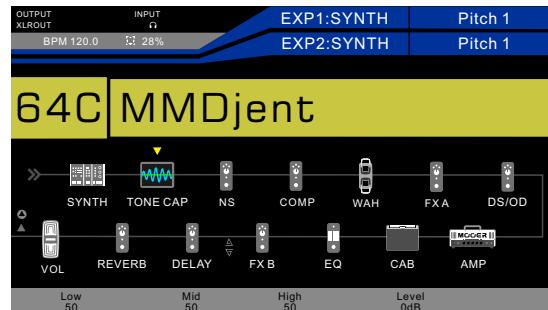 OUTPUT INPUT EXP1:SYNTH Pitch 1
XLROUT
BPM 120.0 28% EXP2:SYNTH Pitch 1
64C MMDjent
SYNTH TONE CAP NS COMP WAH FX A DS/OD
MOOER
VOL REVERB DELAY FX B EQ CAB AMP
Low Mid High Level
50 50 50 0dB